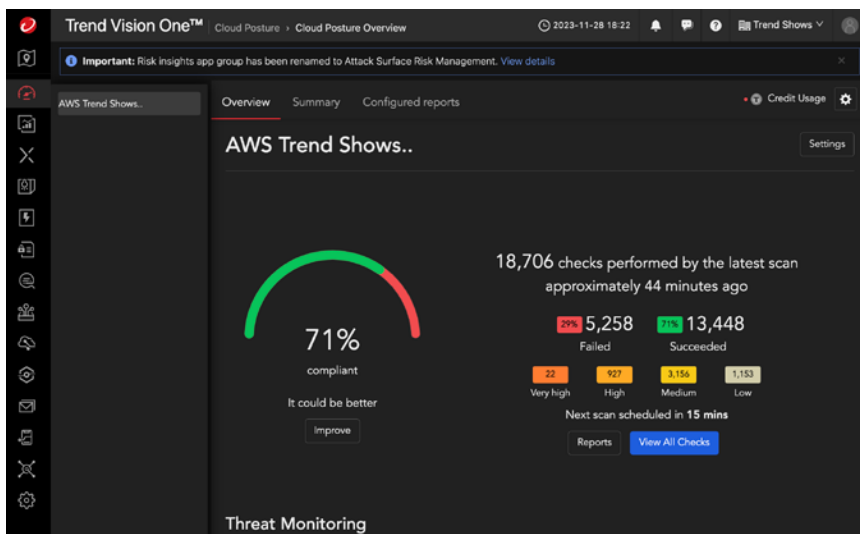 Trend Vision One™ Cloud Posture › Cloud Posture Overview 2023-11-28 18:22 Trend Shows
Important: Risk insights app group has been renamed to Attack Surface Risk Management. View details
AWS Trend Shows..
Overview Summary Configured reports Credit Usage
AWS Trend Shows.. Settings
18,706 checks performed by the latest scan
approximately 44 minutes ago
71%
compliant
It could be better
Improve
29% 5,258 71% 13,448
Failed Succeeded
22 927 3,156 1,153
Very high High Medium Low
Next scan scheduled in 15 mins
Reports View All Checks
Threat Monitoring